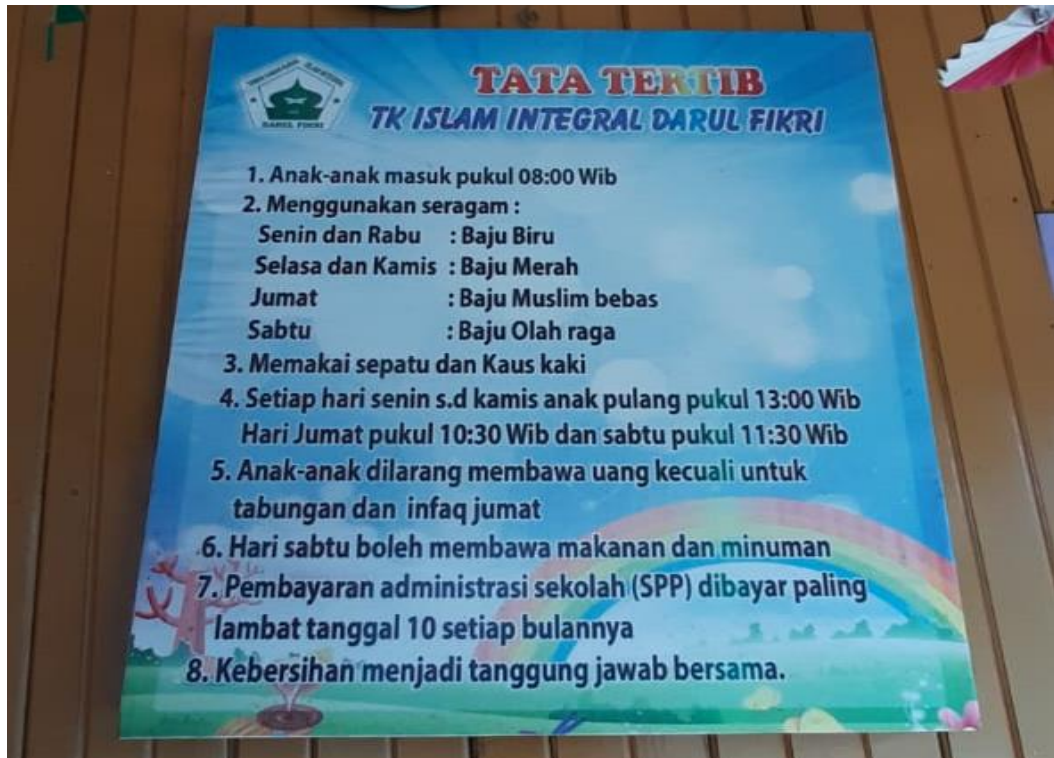 DARUL FIKRI
TATA TERTIB
TK ISLAM INTEGRAL DARUL FIKRI
1. Anak-anak masuk pukul 08:00 Wib
2. Menggunakan seragam :
Senin dan Rabu : Baju Biru
Selasa dan Kamis : Baju Merah
Jumat : Baju Muslim bebas
Sabtu : Baju Olah raga
3. Memakai sepatu dan Kaus kaki
4. Setiap hari senin s.d kamis anak pulang pukul 13:00 Wib
Hari Jumat pukul 10:30 Wib dan sabtu pukul 11:30 Wib
5. Anak-anak dilarang membawa uang kecuali untuk
tabungan dan infaq jumat
6. Hari sabtu boleh membawa makanan dan minuman
7. Pembayaran administrasi sekolah (SPP) dibayar paling
lambat tanggal 10 setiap bulannya
8. Kebersihan menjadi tanggung jawab bersama.